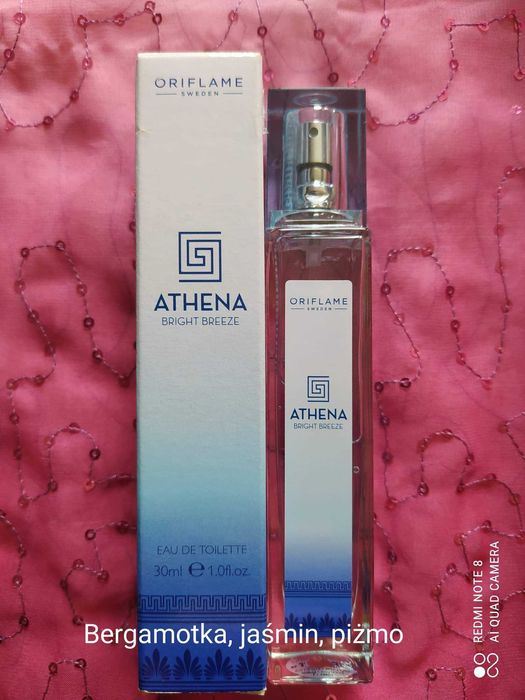 ORIFLAME
SWEDEN
ATHENA
BRIGHT BREEZE
EAU DE TOILETTE
30ml e 1.0fl.oz.
ORIFLAME
SWEDEN
ATHENA
BRIGHT BREEZE
Bergamotka, jaśmin, piżmo
REDMI NOTE 8
AI QUAD CAMERA